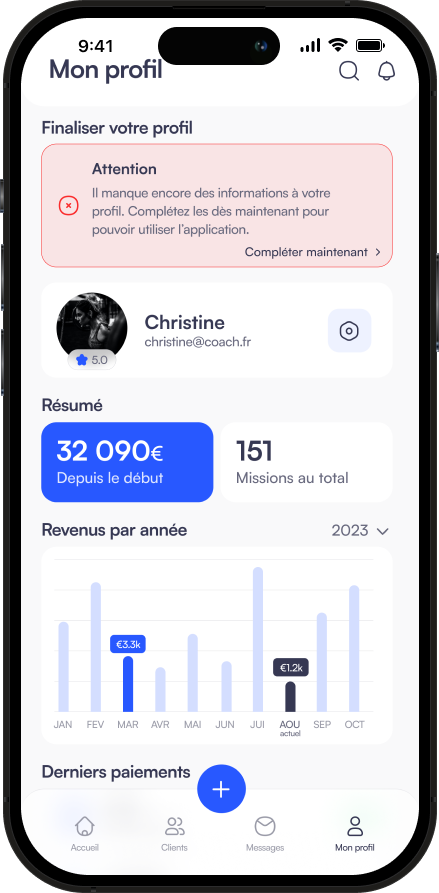 9:41
Mon profil
Finaliser votre profil
Attention
Il manque encore des informations à votre
profil. Complétez les dès maintenant pour
pouvoir utiliser l'application.
Compléter maintenant
Christine
christine@coach.fr
5.0
Résumé
32 090€
Depuis le début
151
Missions au total
Revenus par année
2023
€3.3k
€1.2k
JAN FEV MAR AVR MAI JUN JUI AOU SEP OCT
actuel
Derniers paiements
Accueil Clients Messages Mon profil